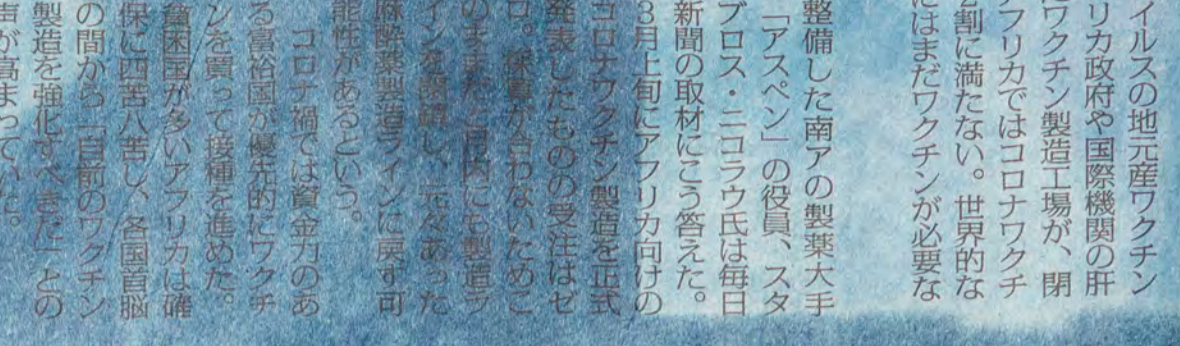 イルスの地元産ワクチン
リカ政府や国際機関の肝
ワクチン製造工場が、閉
フリカではコロナワクチ
割に満たない。世界的な
にはまだワクチンが必要な
整備した南アの製薬大手
「アスペン」の役員、スタ
ブロス・ニコラウ氏は毎日
新聞の取材にこう答えた。
3月上旬にアフリカ向けの
コロナワクチン製造を正式
発表したものの受注はゼ
ロ。採算が合わないためこ
のままだと月内にも製造ラ
インを閉鎖し、元々あった
麻酔薬製造ラインに戻す可
能性があるという。
コロナ禍では資金力のあ
る富裕国が優先的にワクチ
ンを買って接種を進めた。
貧困国が多いアフリカは確
保に四苦八苦し、各国首脳
の間から「自前のワクチン
製造を強化すべきだ」との
声が高まっていた。